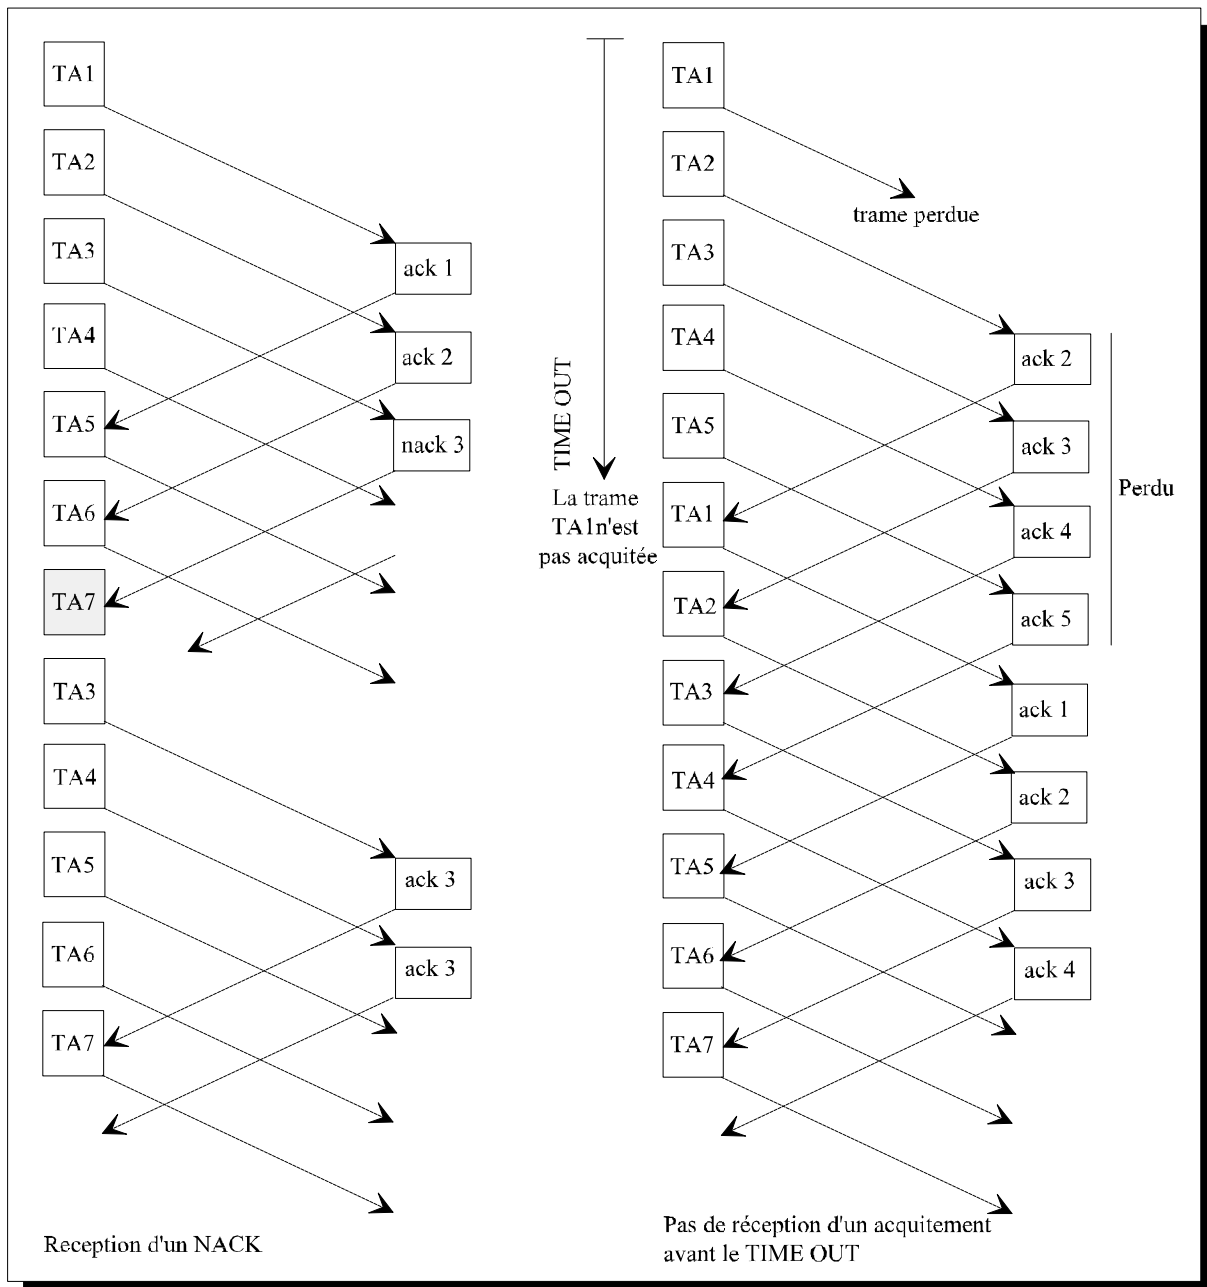 TA1
TA2
TA3
TA4
TA5
TA6
TA7
TA3
TA4
TA5
TA6
TA7
ack 1
ack 2
nack 3
ack 3
ack 3
Reception d'un NACK
TIME OUT
La trame
TA1n'est
pas acquitée
TA1
TA2
TA3
TA4
TA5
TA1
TA2
TA3
TA4
TA5
TA6
TA7
trame perdue
ack 2
ack 3
ack 4
ack 5
Perdu
ack 1
ack 2
ack 3
ack 4
Pas de réception d'un acquitement
avant le TIME OUT